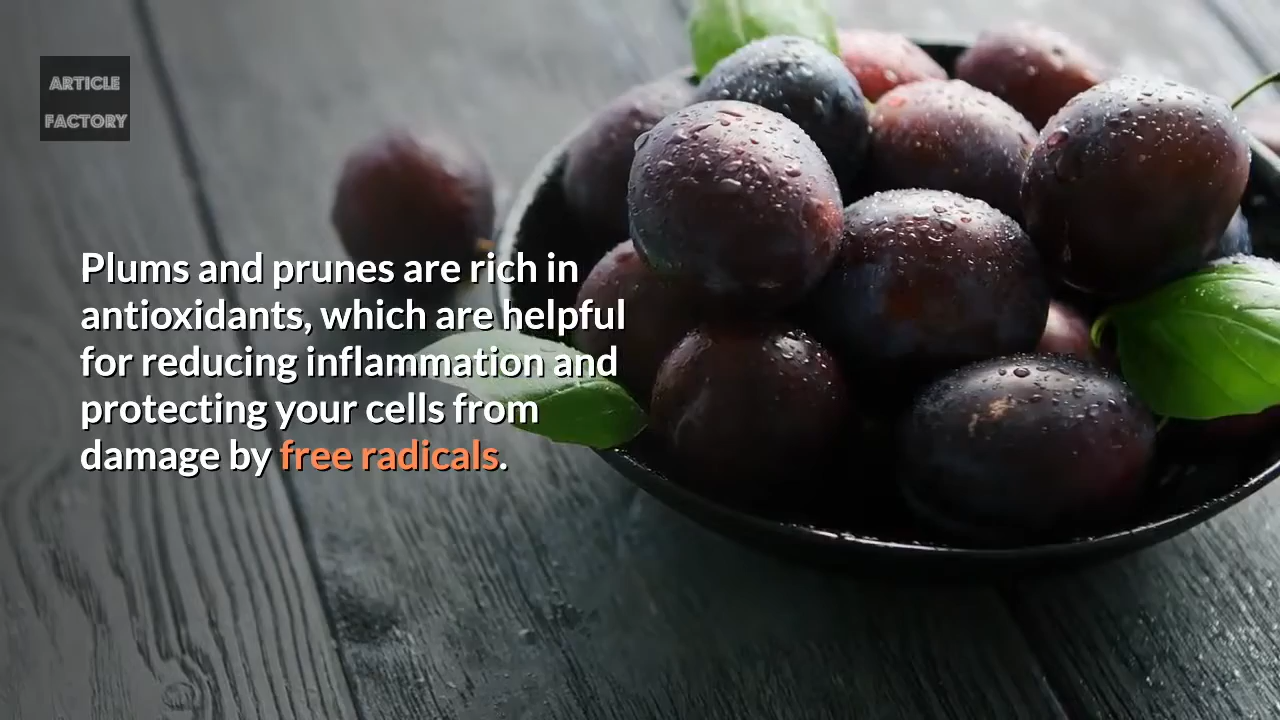 ARTICLE
FACTORY
Plums and prunes are rich in
antioxidants, which are helpful
for reducing inflammation and
protecting your cells from
damage by free radicals.